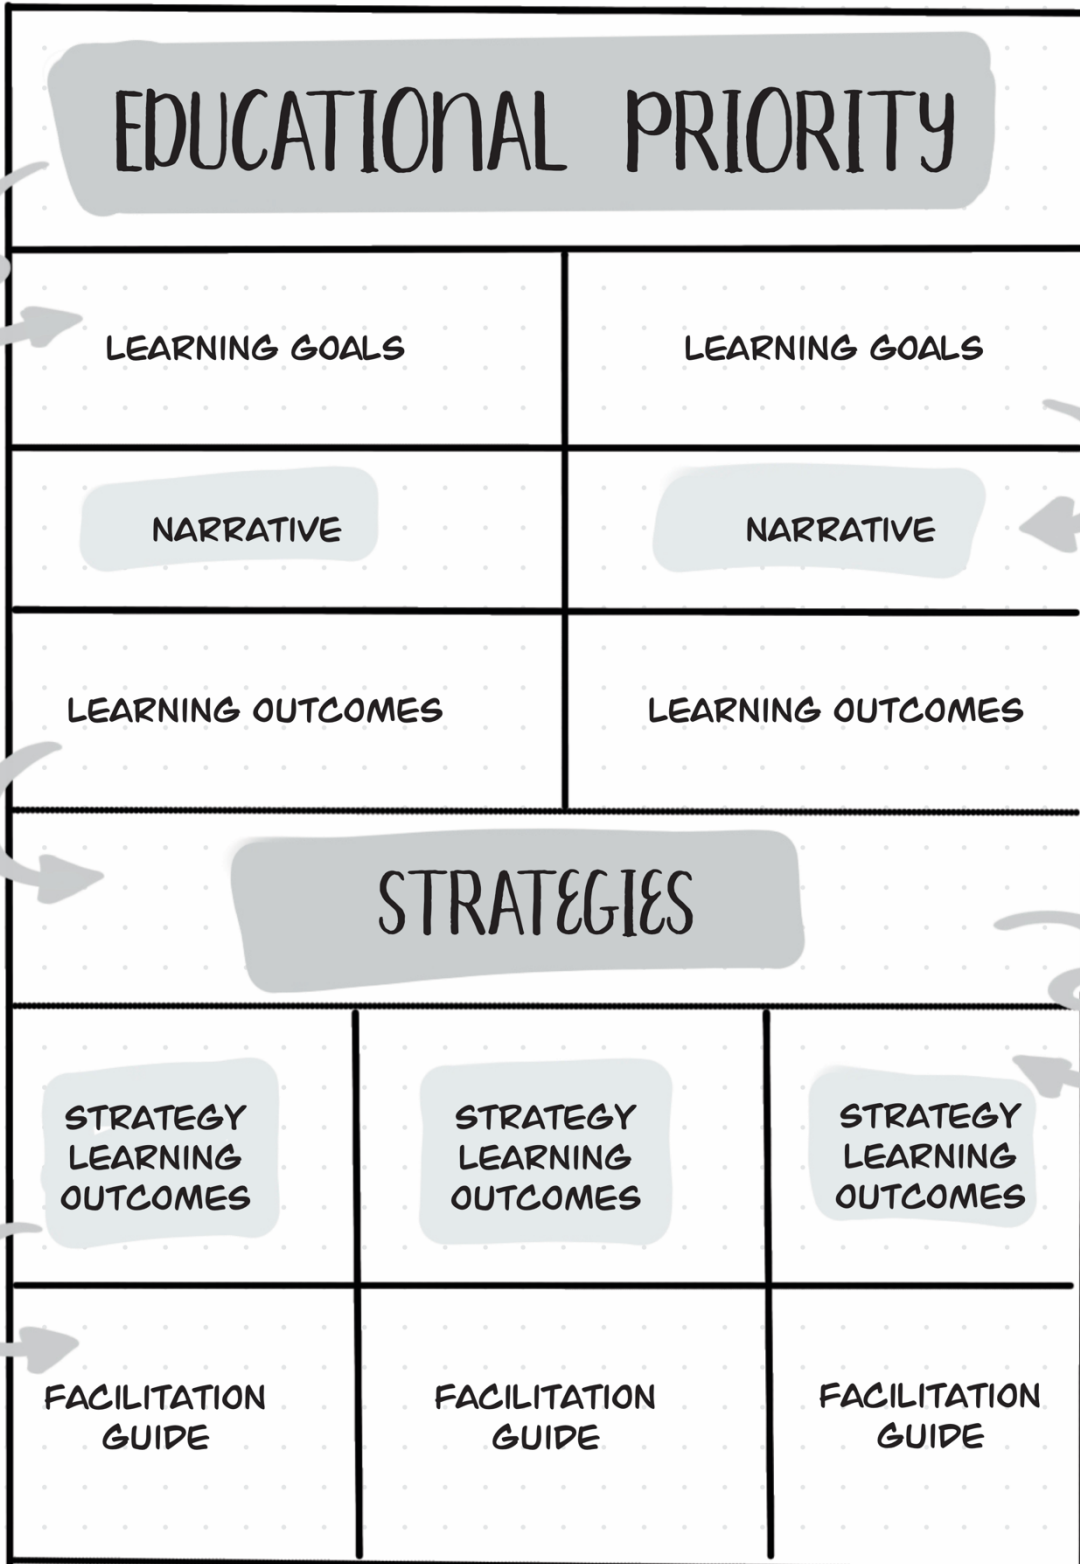 EDUCATIONAL PRIORITY
LEARNING GOALS
LEARNING GOALS
NARRATIVE
NARRATIVE
LEARNING OUTCOMES
LEARNING OUTCOMES
STRATEGIES
STRATEGY
LEARNING
OUTCOMES
STRATEGY
LEARNING
OUTCOMES
STRATEGY
LEARNING
OUTCOMES
FACILITATION
GUIDE
FACILITATION
GUIDE
FACILITATION
GUIDE